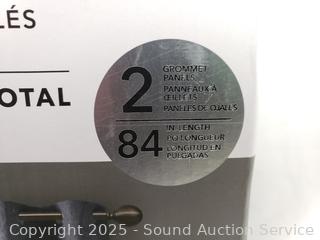 LÉS
OTAL
2
GROMMET
PANELS
PANNEAUX À
ŒILLETS
PANELES DE OJALES
84
IN-LENGTH
PO LONGUEUR
LONGITUD EN
PULGADAS
Copyright 2025 - Sound Auction Service